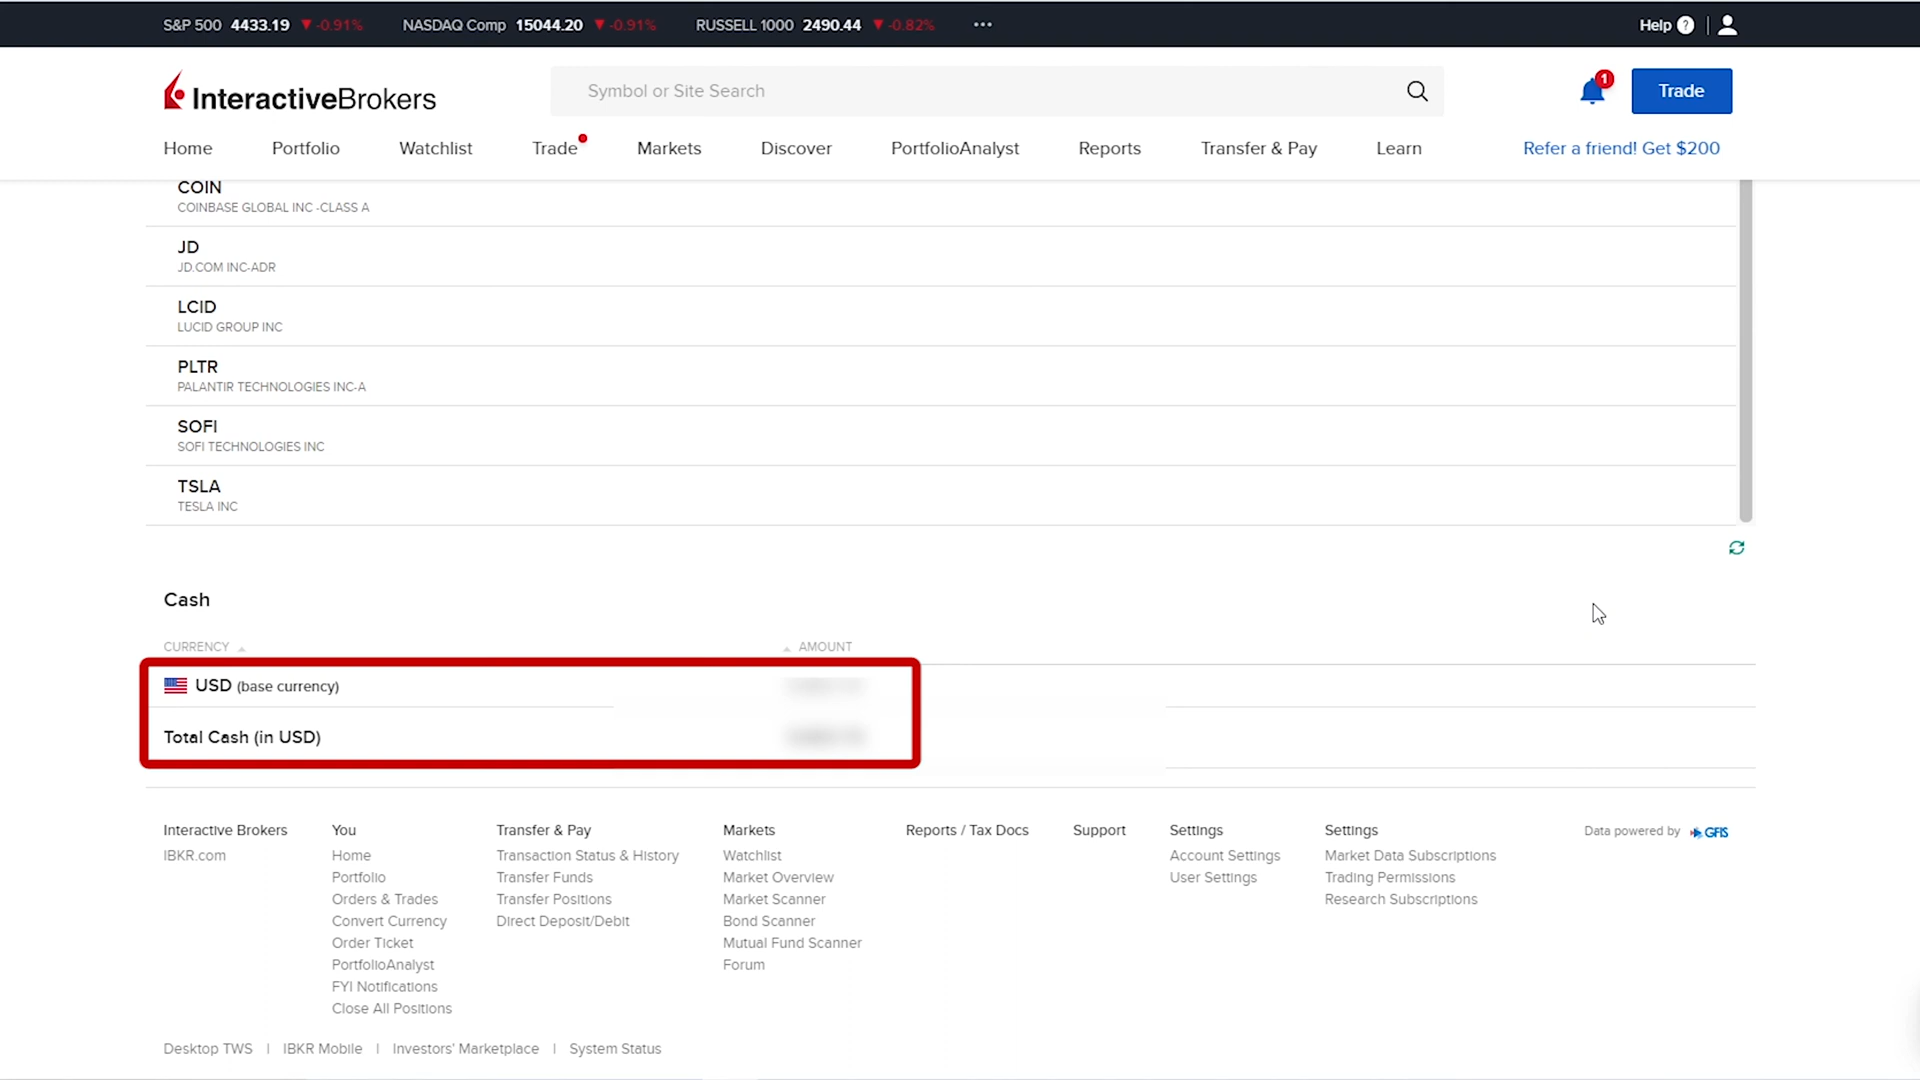 S&P 500 4433.19 ▼-0.91% NASDAQ Comp 15044.20 ▼-0.91% RUSSELL 1000 2490.44 ▼-0.82% ··· Help ?
InteractiveBrokers Symbol or Site Search 1 Trade
Home Portfolio Watchlist Trade Markets Discover PortfolioAnalyst Reports Transfer & Pay Learn Refer a friend! Get $200
COIN
COINBASE GLOBAL INC -CLASS A
JD
JD.COM INC-ADR
LCID
LUCID GROUP INC
PLTR
PALANTIR TECHNOLOGIES INC-A
SOFI
SOFI TECHNOLOGIES INC
TSLA
TESLA INC
Cash
CURRENCY AMOUNT
USD (base currency)
Total Cash (in USD)
Interactive Brokers You Transfer & Pay Markets Reports / Tax Docs Support Settings Settings Data powered by GFIS
IBKR.com Home Transaction Status & History Watchlist Account Settings Market Data Subscriptions
Portfolio Transfer Funds Market Overview User Settings Trading Permissions
Orders & Trades Transfer Positions Market Scanner Research Subscriptions
Convert Currency Direct Deposit/Debit Bond Scanner
Order Ticket Mutual Fund Scanner
PortfolioAnalyst Forum
FYI Notifications
Close All Positions
Desktop TWS | IBKR Mobile | Investors' Marketplace | System Status